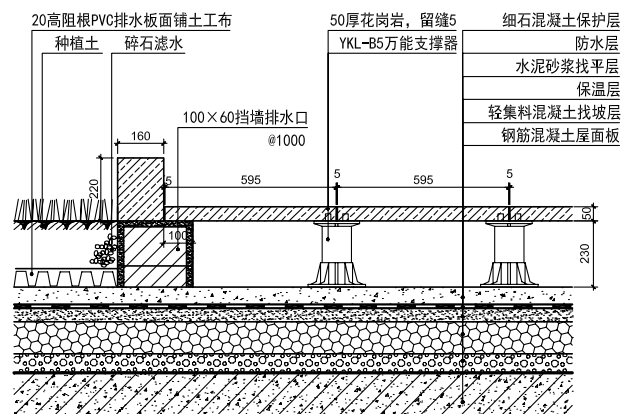 20高阻根PVC排水板面铺土工布
种植土
碎石滤水
50厚花岗岩，留缝5
YKL-B5万能支撑器
细石混凝土保护层
防水层
水泥砂浆找平层
保温层
轻集料混凝土找坡层
钢筋混凝土屋面板
100×60挡墙排水口
@1000
160
220
5
595
5
595
5
50
100
230